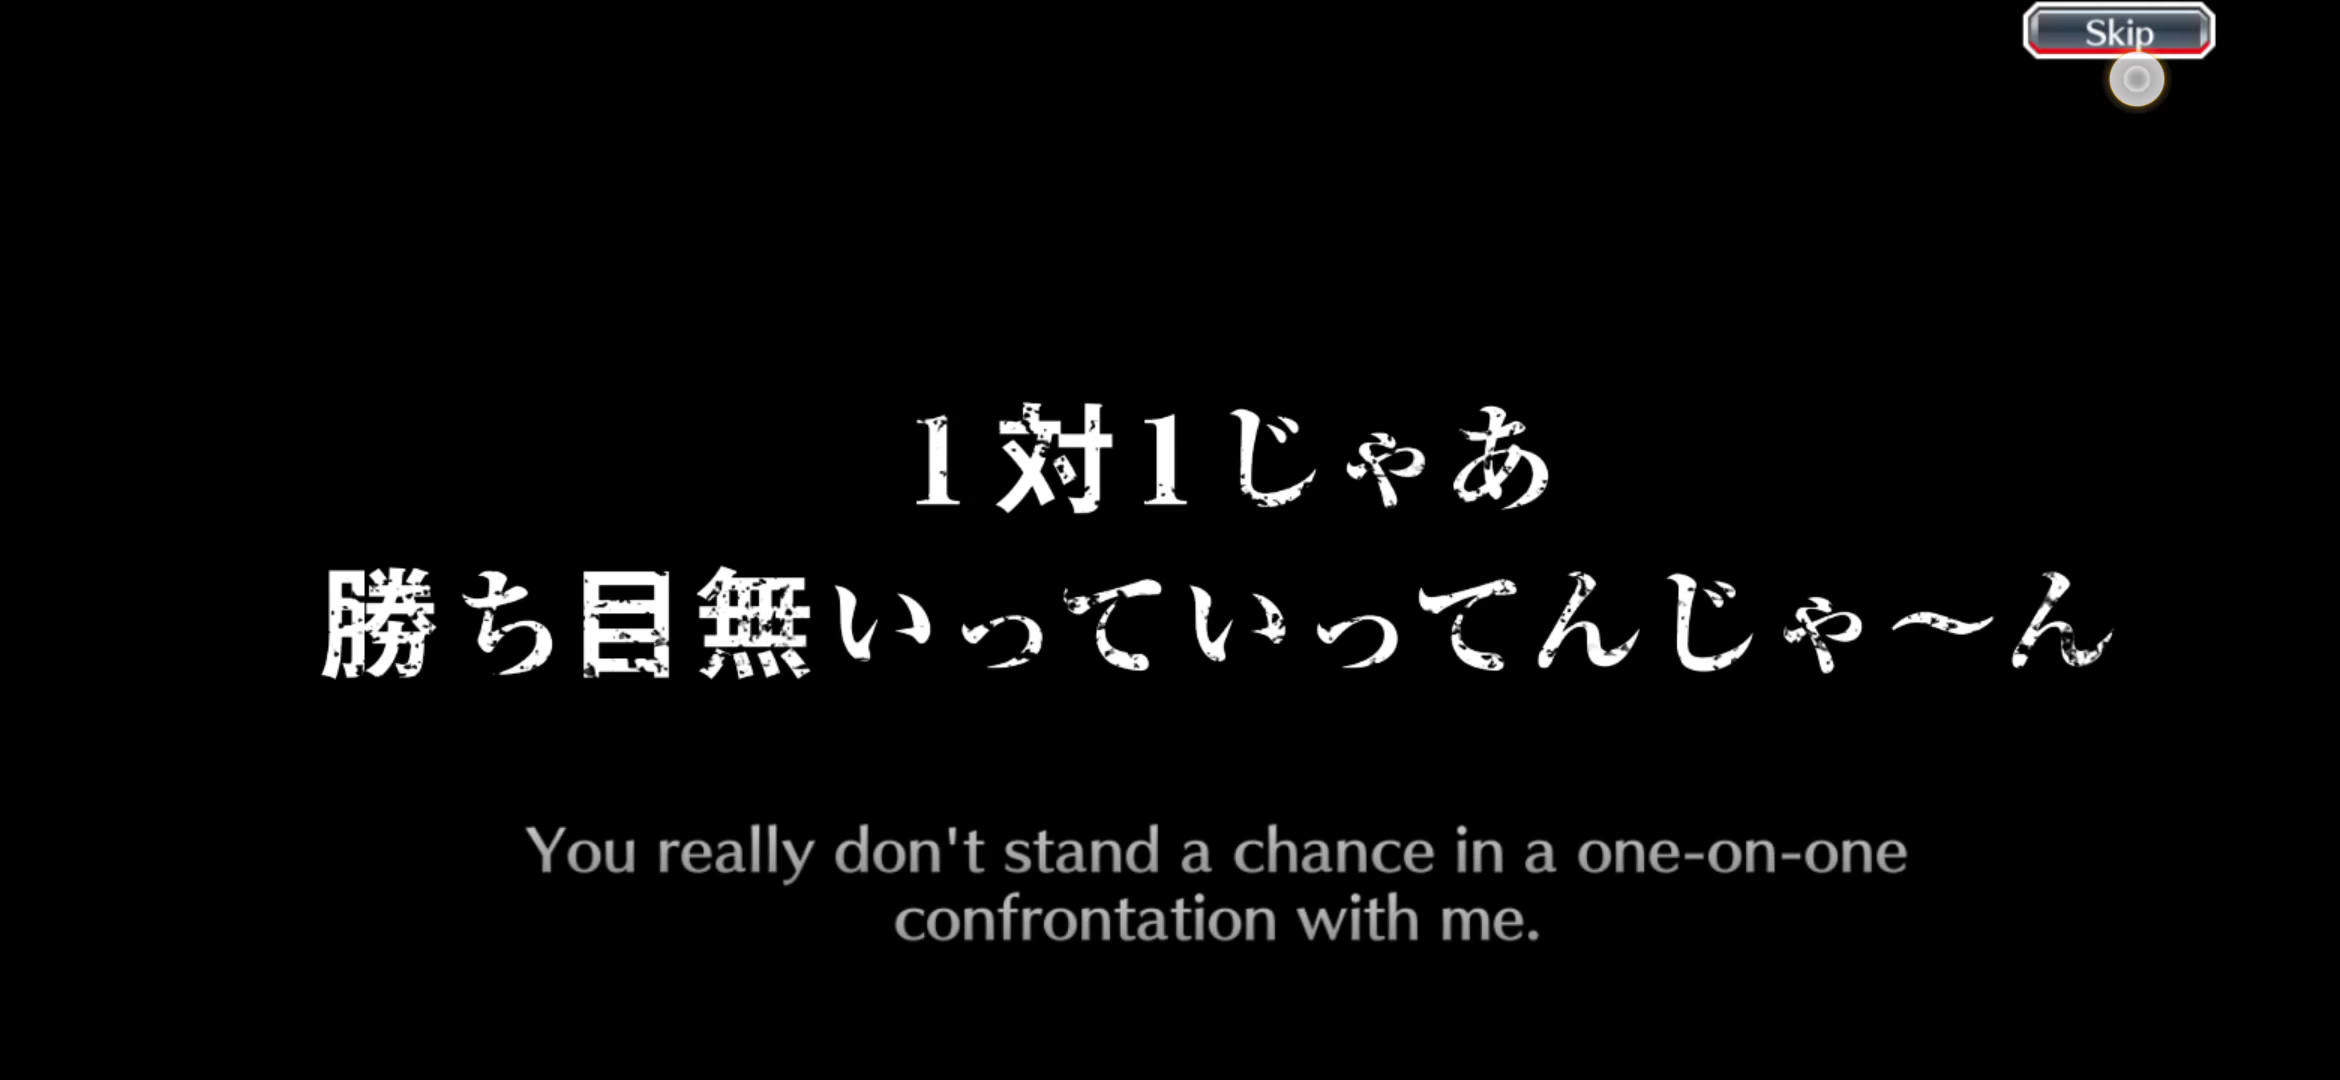 Skip
1対1じゃあ
勝ち目無いっていってんじゃ～ん
You really don't stand a chance in a one-on-one
confrontation with me.